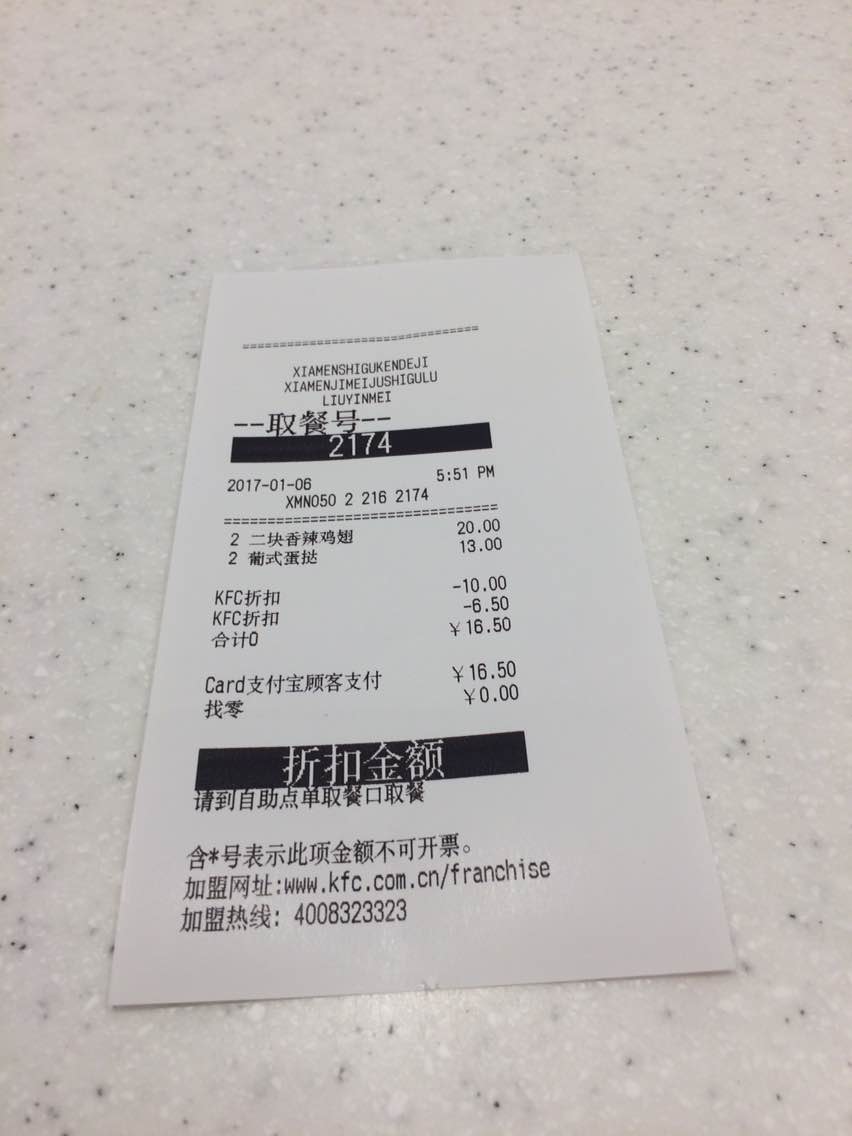 ================================
XIAMENSHIGUKENDEJI
XIAMENJIMEIJUSHIGULU
LIUYINMEI
--取餐号--
2174
2017-01-06 5:51 PM
XMN050 2 216 2174
================================
2 二块香辣鸡翅 20.00
2 葡式蛋挞 13.00
KFC折扣 -10.00
KFC折扣 -6.50
合计0 ￥16.50
Card支付宝顾客支付 ￥16.50
找零 ￥0.00
折扣金额
请到自助点单取餐口取餐
含*号表示此项金额不可开票。
加盟网址:www.kfc.com.cn/franchise
加盟热线: 4008323323